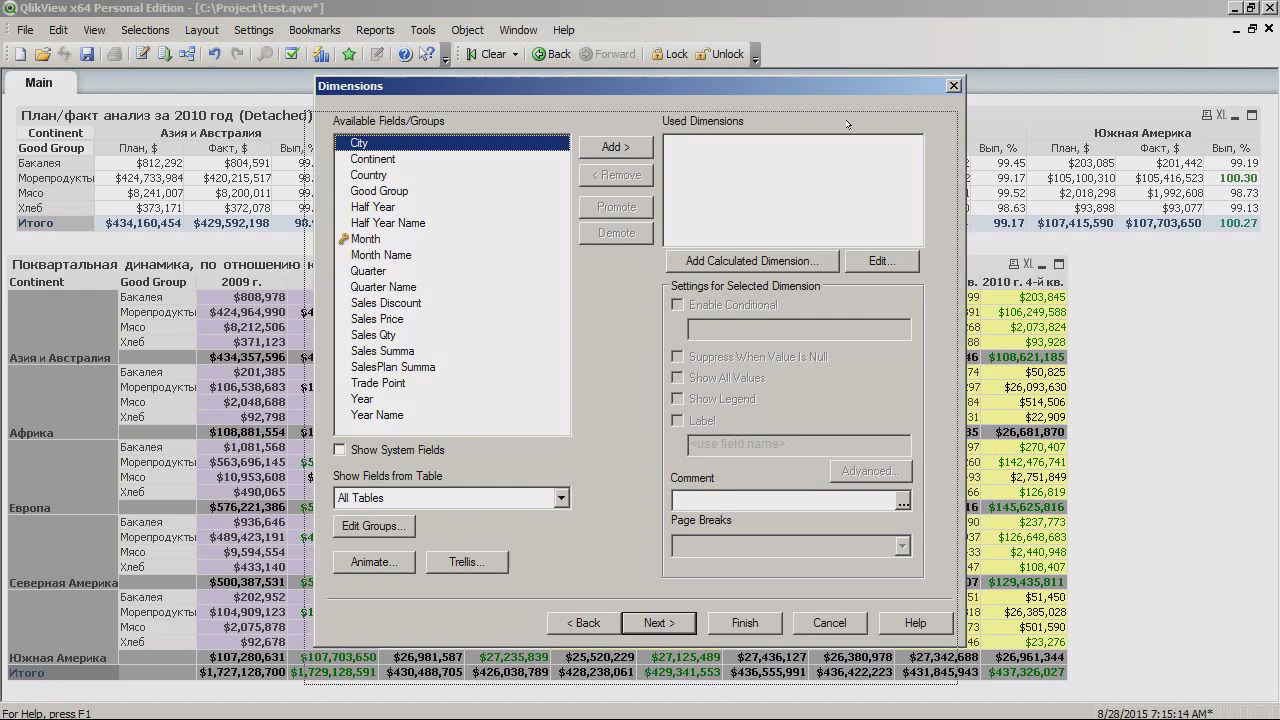 QlikView x64 Personal Edition - [C:\Project\test.qvw*]
File Edit View Selections Layout Settings Bookmarks Reports Tools Object Window Help
Clear Back Forward Lock Unlock
Main
План/факт анализ за 2010 год (Detached) XL
Continent Азия и Австралия Южная Америка
Good Group План, $ Факт, $ Вып, % Вып, % План, $ Факт, $ Вып, %
Бакалея $812,292 $804,591 99.45 $203,085 $201,442 99.19
Морепродукты $424,733,984 $420,215,517 99.17 $105,100,310 $105,416,523 100.30
Мясо $8,241,007 $8,200,011 99.52 $2,018,298 $1,992,608 98.73
Хлеб $373,171 $372,078 99.54 $93,898 $93,077 99.13
Итого $434,160,454 $429,592,198 99.17 $107,415,590 $107,703,650 100.27
Поквартальная динамика, по отношению XL
Continent Good Group 2009 г. 2010 г. 4-й кв.
Бакалея $808,978 $203,845
Морепродукты $424,964,990 $106,249,588
Мясо $8,212,506 $2,073,824
Хлеб $371,123 $93,928
Азия и Австралия $434,357,596 $108,621,185
Бакалея $201,385 $50,825
Морепродукты $106,538,683 $26,093,630
Мясо $2,048,688 $514,506
Хлеб $92,798 $22,909
Африка $108,881,554 $26,681,870
Бакалея $1,081,568 $270,407
Морепродукты $563,696,145 $142,476,741
Мясо $10,953,608 $2,751,849
Хлеб $490,065 $126,819
Европа $576,221,386 $145,625,816
Бакалея $936,646 $237,773
Морепродукты $489,423,191 $126,648,683
Мясо $9,594,554 $2,440,948
Хлеб $433,140 $108,407
Северная Америка $500,387,531 $129,435,811
Бакалея $202,952 $51,450
Морепродукты $104,909,123 $26,385,028
Мясо $2,075,878 $501,590
Хлеб $92,678 $23,276
Южная Америка $107,280,631 $107,703,650 $26,981,587 $27,235,839 $25,520,229 $27,125,489 $27,436,127 $26,380,978 $27,342,688 $26,961,344
Итого $1,727,128,700 $1,729,128,591 $430,488,705 $426,038,789 $428,238,061 $429,341,553 $436,555,991 $436,422,223 $431,845,943 $437,326,027
Dimensions
Available Fields/Groups
City
Continent
Country
Good Group
Half Year
Half Year Name
Month
Month Name
Quarter
Quarter Name
Sales Discount
Sales Price
Sales Qty
Sales Summa
SalesPlan Summa
Trade Point
Year
Year Name
Show System Fields
Show Fields from Table
All Tables
Edit Groups...
Animate... Trellis...
Add >
< Remove
Promote
Demote
Used Dimensions
Add Calculated Dimension... Edit...
Settings for Selected Dimension
Enable Conditional
Suppress When Value Is Null
Show All Values
Show Legend
Label
<use field name>
Advanced...
Comment
...
Page Breaks
< Back Next > Finish Cancel Help
For Help, press F1 8/28/2015 7:15:14 AM*